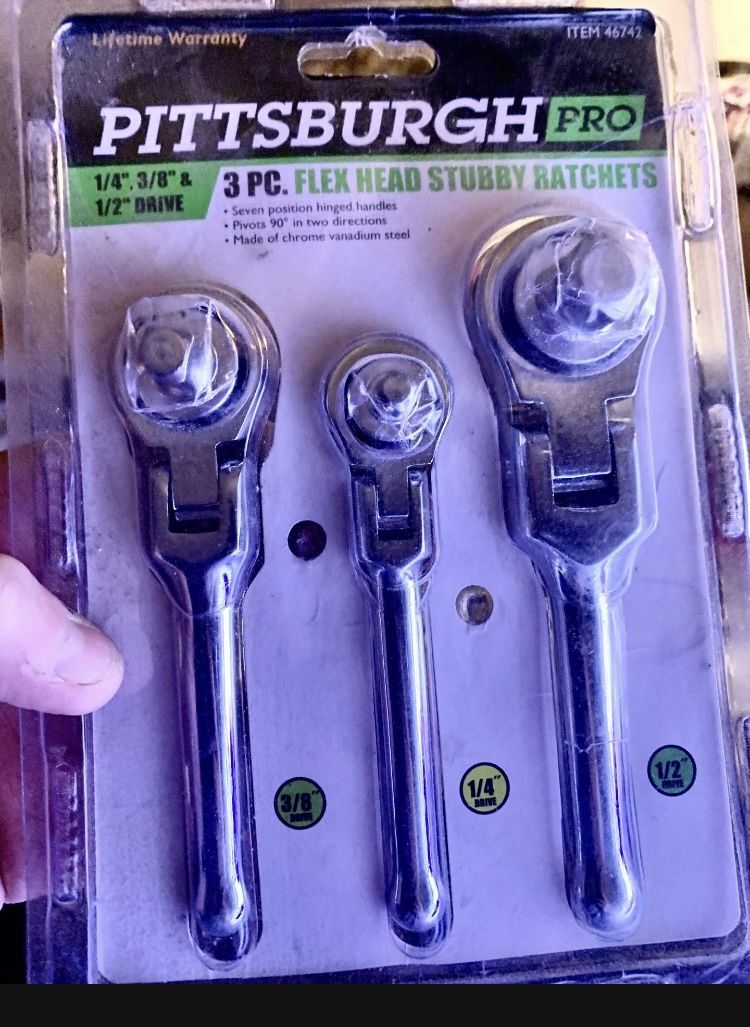 Lifetime Warranty
ITEM 46742
PITTSBURGH PRO
1/4", 3/8" &
1/2" DRIVE
3 PC. FLEX HEAD STUBBY RATCHETS
• Seven position hinged handles
• Pivots 90° in two directions
• Made of chrome vanadium steel
3/8"
DRIVE
1/4"
DRIVE
1/2"
DRIVE